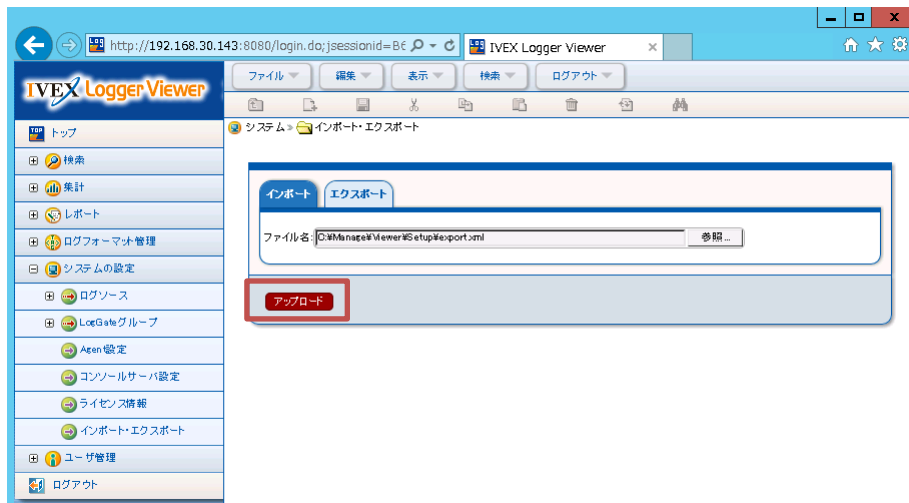 http://192.168.30.143:8080/login.do;jsessionid=B6
IVEX Logger Viewer
IVEX Logger Viewer
ファイル
編集
表示
検索
ログアウト
システム » インポート・エクスポート
TOP トップ
検索
集計
レポート
ログフォーマット管理
システムの設定
ログソース
LogGateグループ
Agent設定
コンソールサーバ設定
ライセンス情報
インポート・エクスポート
ユーザ管理
ログアウト
インポート エクスポート
ファイル名: C:¥Manage¥Viewer¥Setup¥export.xml 参照...
アップロード